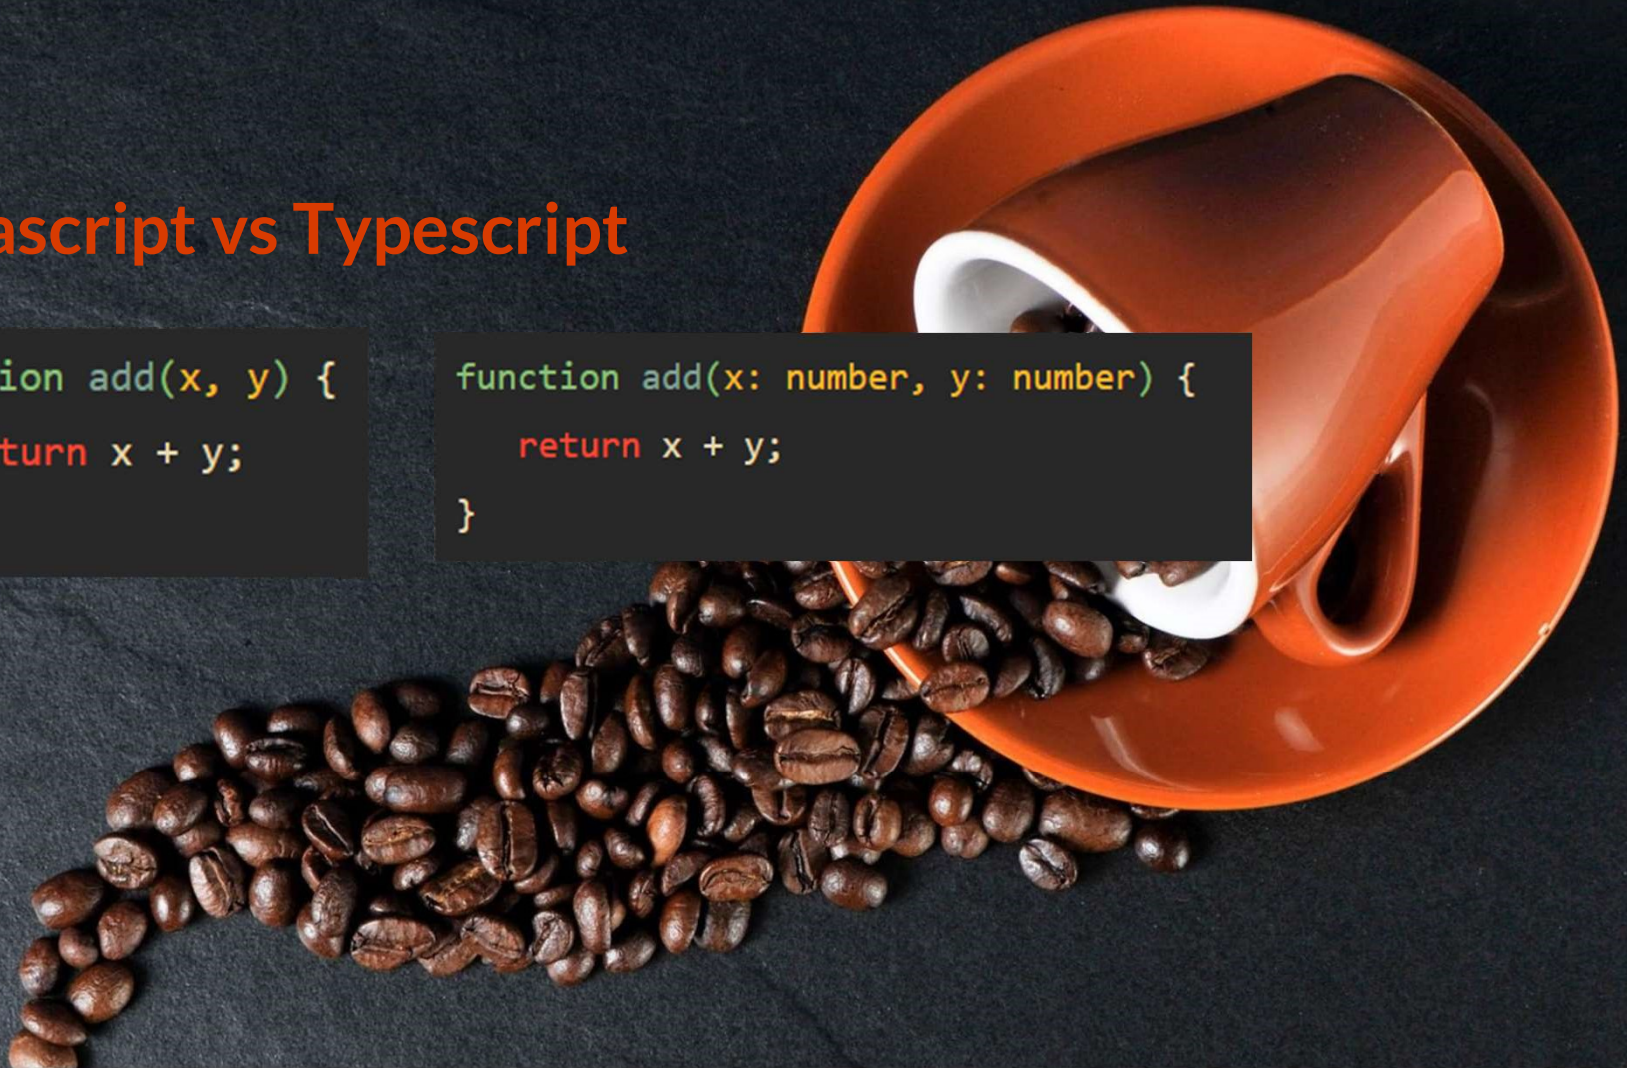 ascript vs Typescript
ion add(x, y) {
turn x + y;
function add(x: number, y: number) {
return x + y;
}